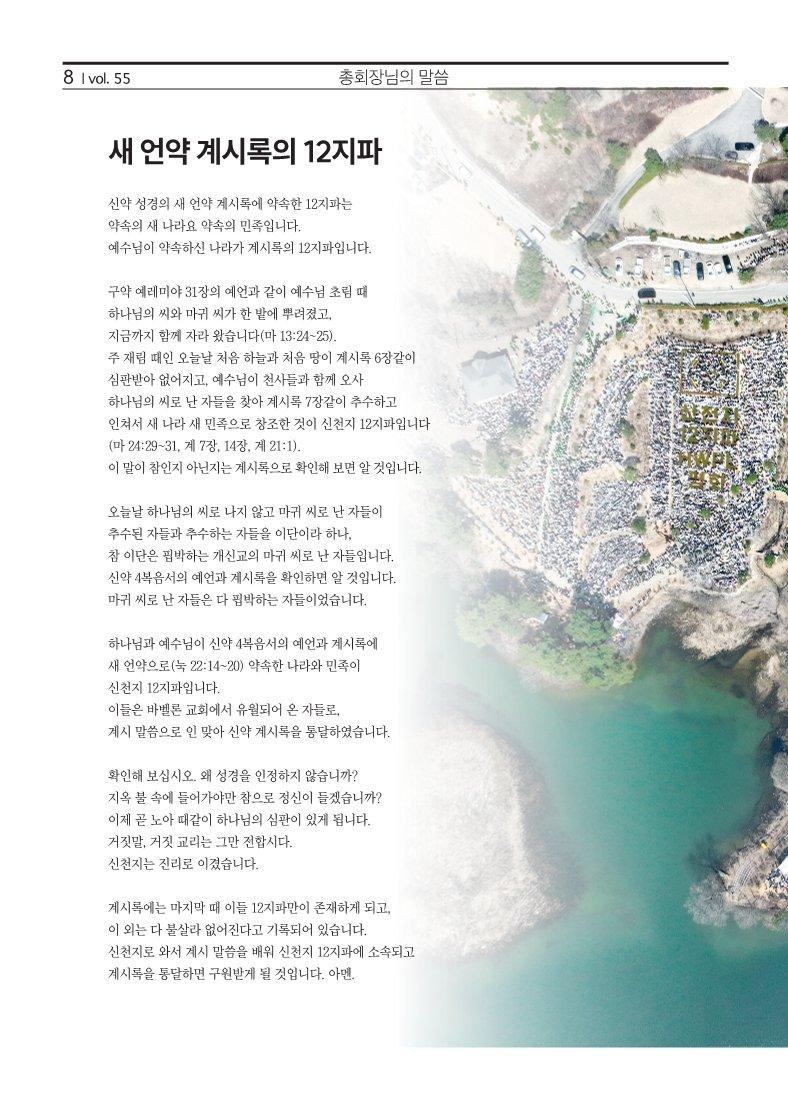 8 | vol. 55
총회장님의 말씀
새 언약 계시록의 12지파
신약 성경의 새 언약 계시록에 약속한 12지파는
약속의 새 나라요 약속의 민족입니다.
예수님이 약속하신 나라가 계시록의 12지파입니다.
구약 예레미야 31장의 예언과 같이 예수님 초림 때
하나님의 씨와 마귀 씨가 한 밭에 뿌려졌고,
지금까지 함께 자라 왔습니다(마 13:24~25).
주 재림 때인 오늘날 처음 하늘과 처음 땅이 계시록 6장같이
심판받아 없어지고, 예수님이 천사들과 함께 오사
하나님의 씨로 난 자들을 찾아 계시록 7장같이 추수하고
인쳐서 새 나라 새 민족으로 창조한 것이 신천지 12지파입니다
(마 24:29~31, 계 7장, 14장, 계 21:1).
이 말이 참인지 아닌지는 계시록으로 확인해 보면 알 것입니다.
오늘날 하나님의 씨로 나지 않고 마귀 씨로 난 자들이
추수된 자들과 추수하는 자들을 이단이라 하나,
참 이단은 핍박하는 개신교의 마귀 씨로 난 자들입니다.
신약 4복음서의 예언과 계시록을 확인하면 알 것입니다.
마귀 씨로 난 자들은 다 핍박하는 자들이었습니다.
하나님과 예수님이 신약 4복음서의 예언과 계시록에
새 언약으로(눅 22:14~20) 약속한 나라와 민족이
신천지 12지파입니다.
이들은 바벨론 교회에서 유월되어 온 자들로,
계시 말씀으로 인 맞아 신약 계시록을 통달하였습니다.
확인해 보십시오. 왜 성경을 인정하지 않습니까?
지옥 불 속에 들어가야만 참으로 정신이 들겠습니까?
이제 곧 노아 때같이 하나님의 심판이 있게 됩니다.
거짓말, 거짓 교리는 그만 전합시다.
신천지는 진리로 이겼습니다.
계시록에는 마지막 때 이들 12지파만이 존재하게 되고,
이 외는 다 불살라 없어진다고 기록되어 있습니다.
신천지로 와서 계시 말씀을 배워 신천지 12지파에 소속되고
계시록을 통달하면 구원받게 될 것입니다. 아멘.
신천지
12지파
HWPL